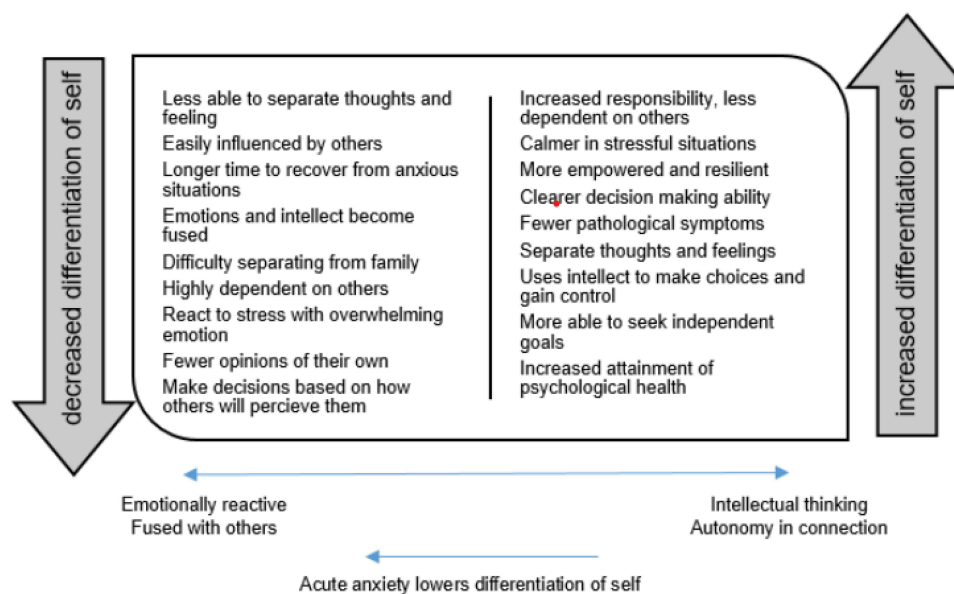 decreased differentiation of self
Less able to separate thoughts and
feeling
Easily influenced by others
Longer time to recover from anxious
situations
Emotions and intellect become
fused
Difficulty separating from family
Highly dependent on others
React to stress with overwhelming
emotion
Fewer opinions of their own
Make decisions based on how
others will percieve them
Increased responsibility, less
dependent on others
Calmer in stressful situations
More empowered and resilient
Clearer decision making ability
Fewer pathological symptoms
Separate thoughts and feelings
Uses intellect to make choices and
gain control
More able to seek independent
goals
Increased attainment of
psychological health
increased differentiation of self
Emotionally reactive
Fused with others
Intellectual thinking
Autonomy in connection
Acute anxiety lowers differentiation of self